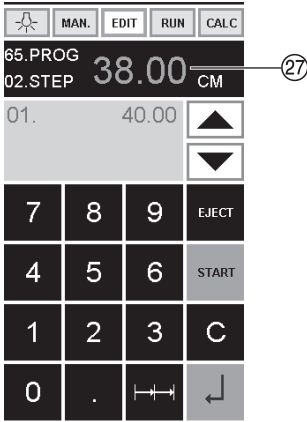 MAN. EDIT RUN CALC
65.PROG
02.STEP 38.00 CM
27
01. 40.00
7 8 9 EJECT
4 5 6 START
1 2 3 C
0 .